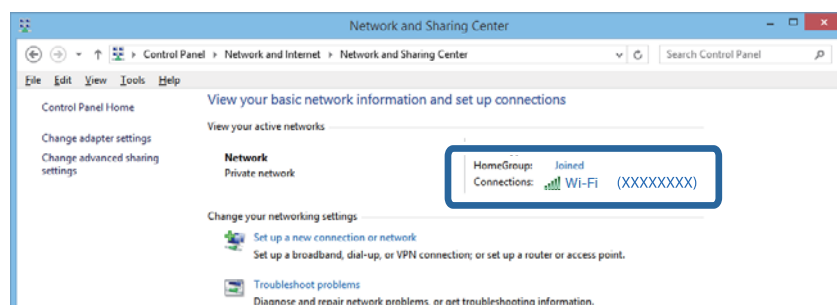 Network and Sharing Center
Control Panel Network and Internet Network and Sharing Center
Search Control Panel
File Edit View Tools Help
Control Panel Home
Change adapter settings
Change advanced sharing
settings
View your basic network information and set up connections
View your active networks
Network
Private network
HomeGroup: Joined
Connections: Wi-Fi (XXXXXXXX)
Change your networking settings
Set up a new connection or network
Set up a broadband, dial-up, or VPN connection; or set up a router or access point.
Troubleshoot problems
Diagnose and repair network problems, or get troubleshooting information.